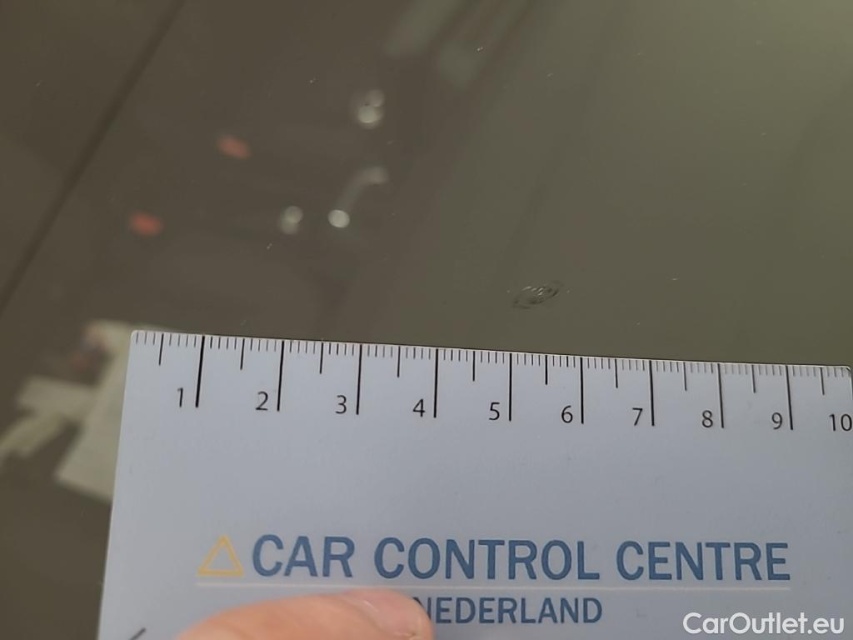 1 2 3 4 5 6 7 8 9 10
CAR CONTROL CENTRE
NEDERLAND
CarOutlet.eu